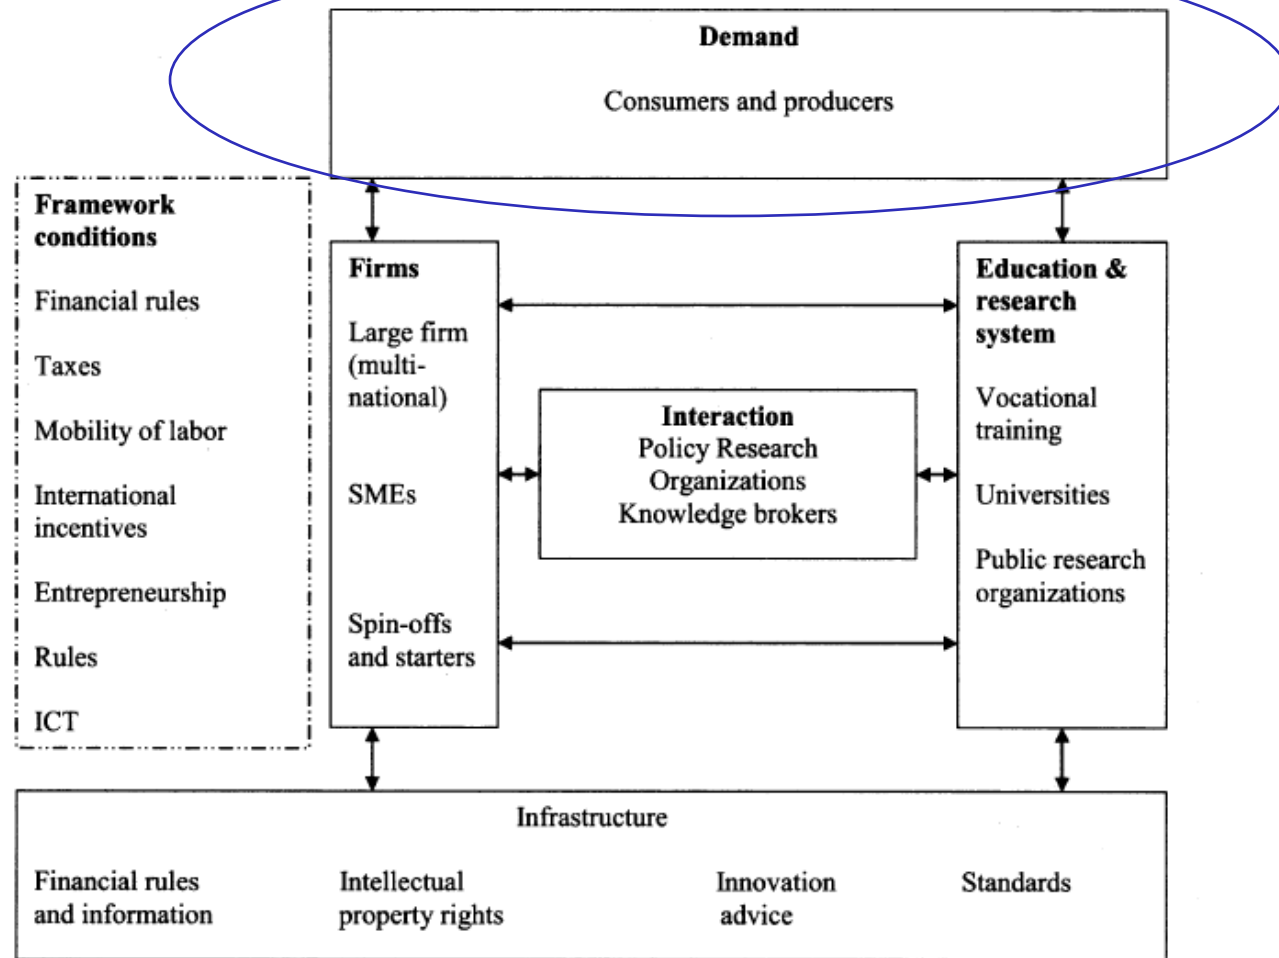 Demand
Consumers and producers
Framework
conditions
Financial rules
Taxes
Mobility of labor
International
incentives
Entrepreneurship
Rules
ICT
Firms
Large firm
(multi-
national)
SMEs
Spin-offs
and starters
Interaction
Policy Research
Organizations
Knowledge brokers
Education &
research
system
Vocational
training
Universities
Public research
organizations
Infrastructure
Financial rules
and information
Intellectual
property rights
Innovation
advice
Standards